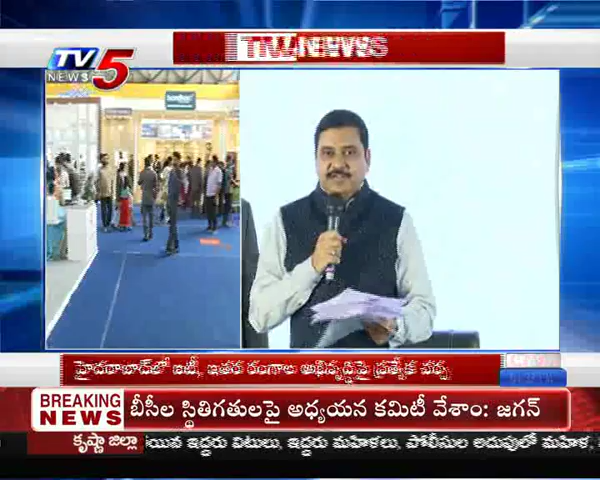 TV5
NEWS
NEWS
హైదరాబాద్‌లో ఐటీ, ఇతర రంగాల అభివృద్ధిపై ప్రత్యేక చర్చ
BREAKING
NEWS
బీసీల స్థితిగతులపై అధ్యయన కమిటీ వేశాం: జగన్
కృష్ణా జిల్లా
ఇద్దరు విటులు, ఇద్దరు మహిళలు, పోలీసుల అదుపులో మహిళ,